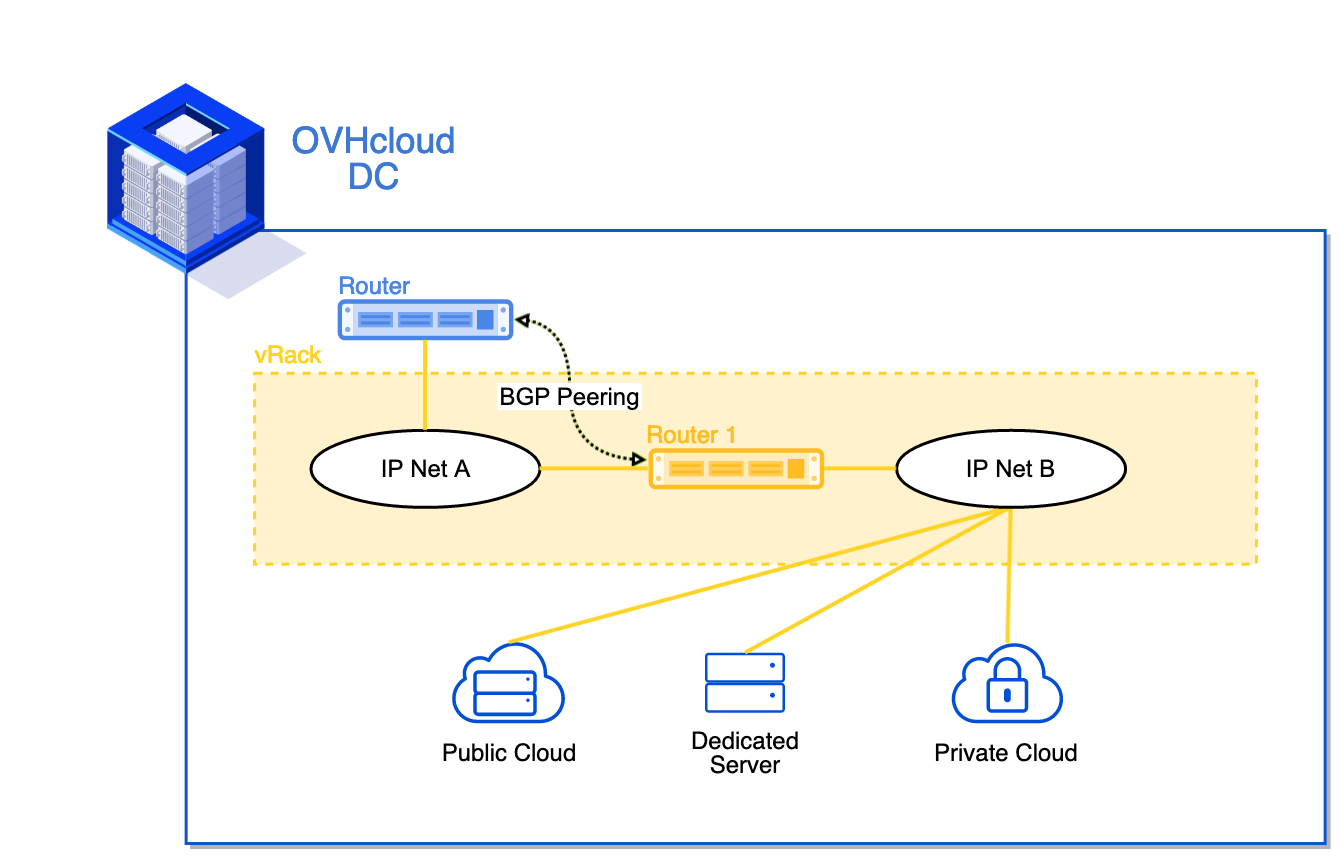 OVHcloud
DC
Router
vRack
BGP Peering
Router 1
IP Net A
IP Net B
Public Cloud
Dedicated
Server
Private Cloud